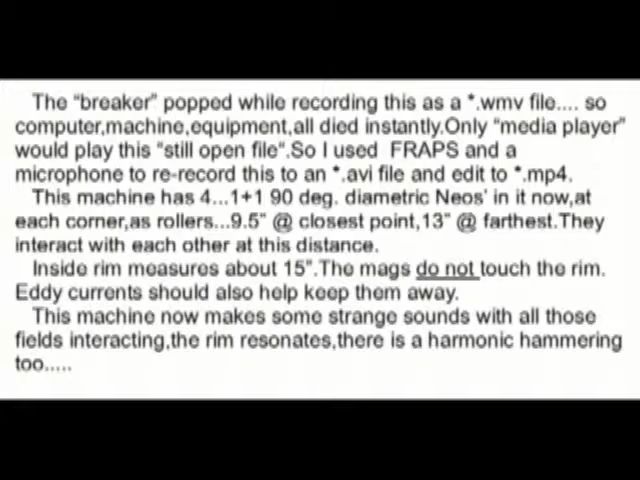 The “breaker” popped while recording this as a *.wmv file.... so
computer,machine,equipment,all died instantly.Only “media player”
would play this “still open file“.So I used  FRAPS and a
microphone to re-record this to an *.avi file and edit to *.mp4.
This machine has 4...1+1 90 deg. diametric Neos’ in it now,at
each corner,as rollers...9.5” @ closest point,13” @ farthest.They
interact with each other at this distance.
Inside rim measures about 15”.The mags do not touch the rim.
Eddy currents should also help keep them away.
This machine now makes some strange sounds with all those
fields interacting,the rim resonates,there is a harmonic hammering
too.....